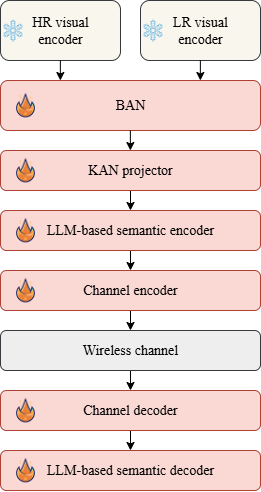 HR visual
encoder
LR visual
encoder
BAN
KAN projector
LLM-based semantic encoder
Channel encoder
Wireless channel
Channel decoder
LLM-based semantic decoder